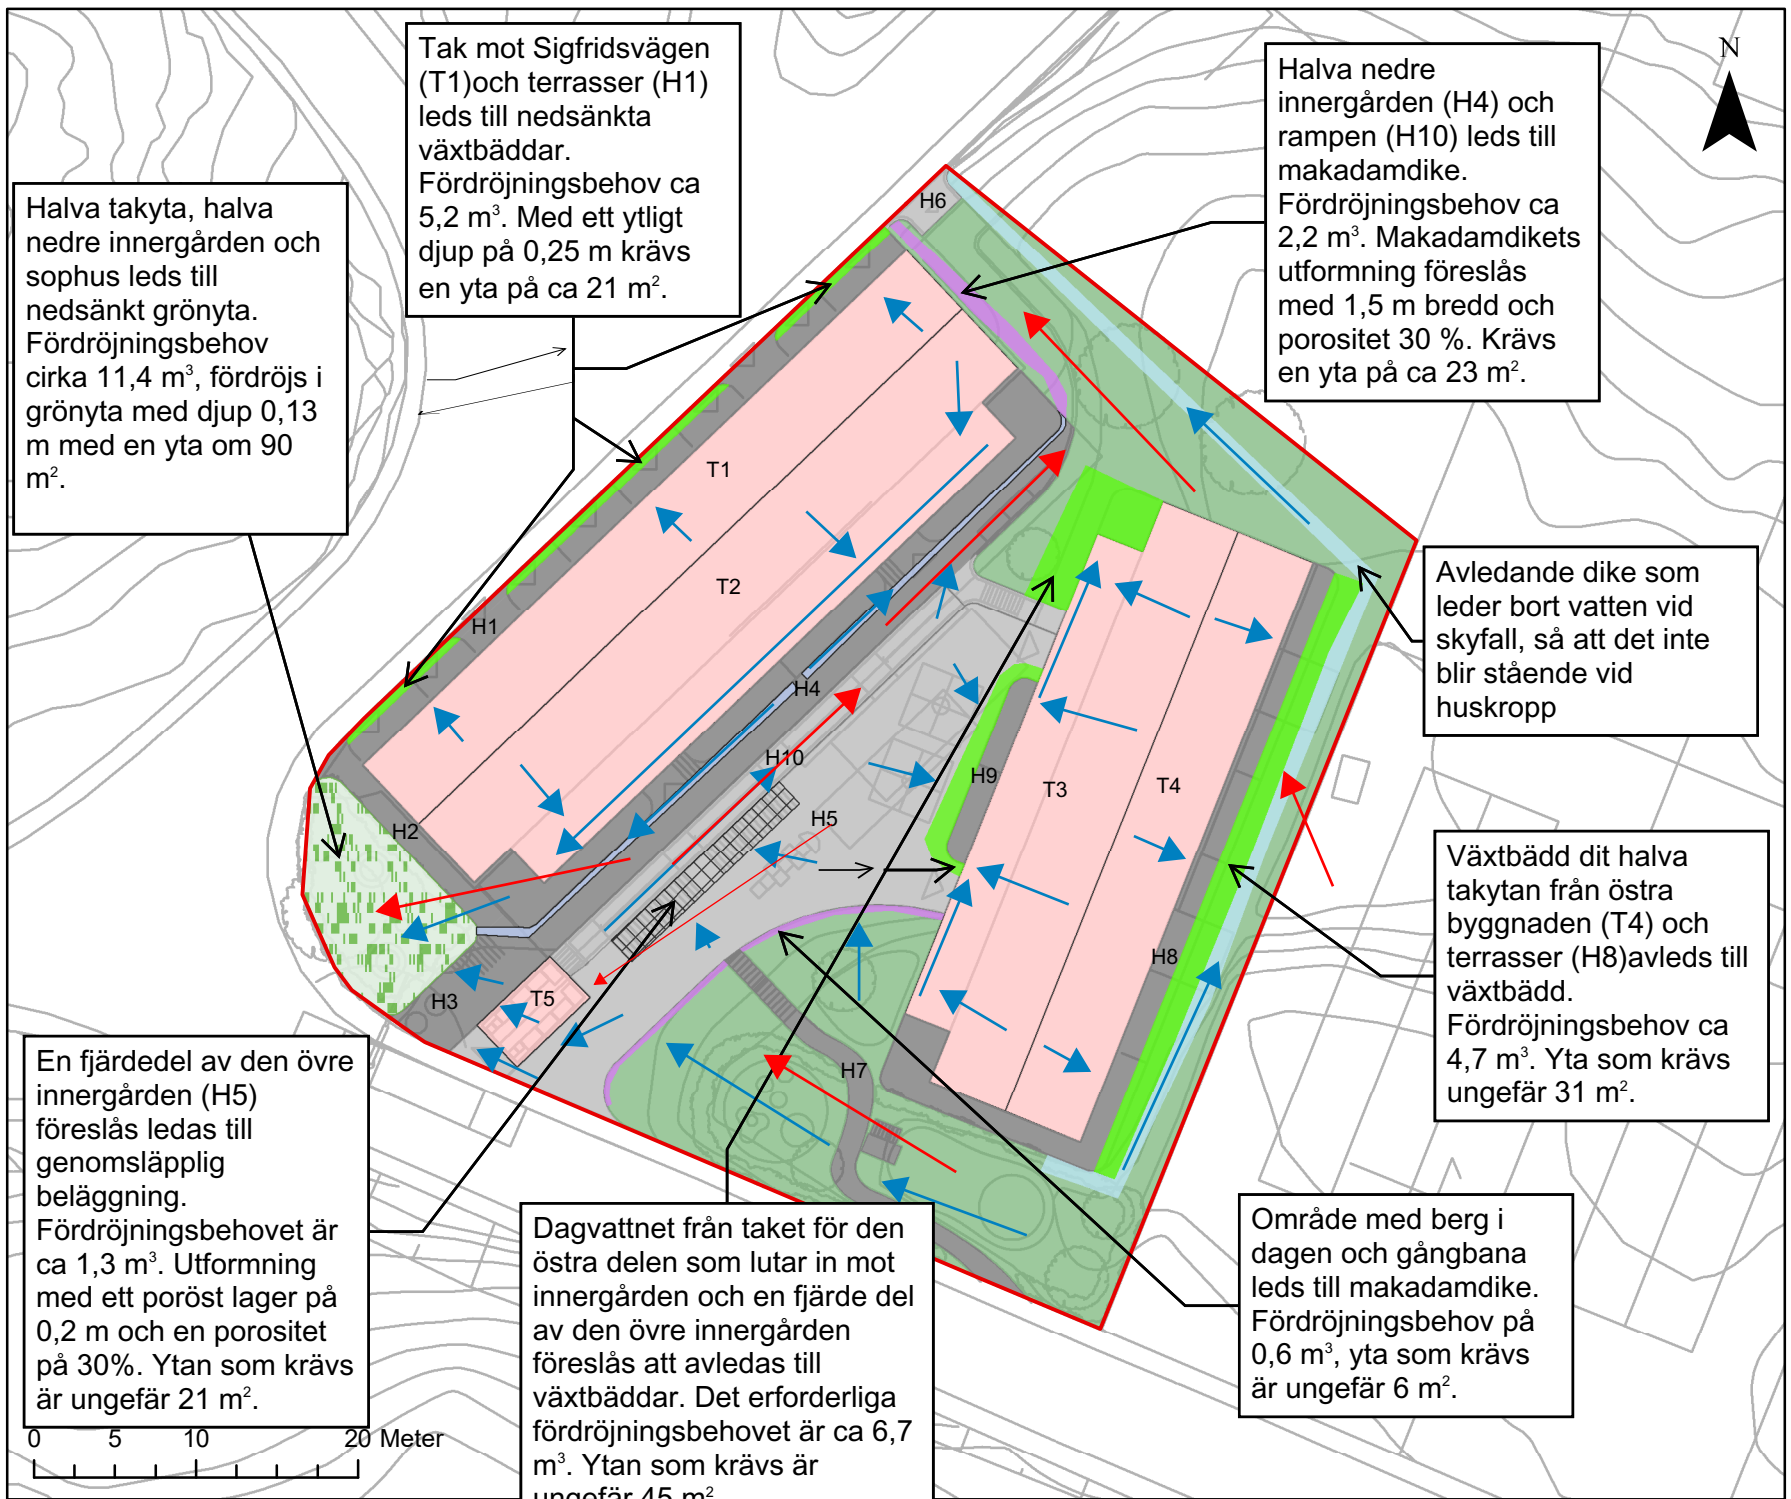 Tak mot Sigfridsvägen
(T1)och terrasser (H1)
leds till nedsänkta
växtbäddar.
Fördröjningsbehov ca
5,2 m³. Med ett ytligt
djup på 0,25 m krävs
en yta på ca 21 m².
Halva nedre
innergården (H4) och
rampen (H10) leds till
makadamdike.
Fördröjningsbehov ca
2,2 m³. Makadamdikets
utformning föreslås
med 1,5 m bredd och
porositet 30 %. Krävs
en yta på ca 23 m².
N
Halva takyta, halva
nedre innergården och
sophus leds till
nedsänkt grönyta.
Fördröjningsbehov
cirka 11,4 m³, fördröjs i
grönyta med djup 0,13
m med en yta om 90
m².
H6
T1
T2
H1
H4
H10
H5
H2
H3
T5
H9
T3
T4
H8
H7
Avledande dike som
leder bort vatten vid
skyfall, så att det inte
blir stående vid
huskropp
Växtbädd dit halva
takytan från östra
byggnaden (T4) och
terrasser (H8)avleds till
växtbädd.
Fördröjningsbehov ca
4,7 m³. Yta som krävs
ungefär 31 m².
En fjärdedel av den övre
innergården (H5)
föreslås ledas till
genomsläpplig
beläggning.
Fördröjningsbehovet är
ca 1,3 m³. Utformning
med ett poröst lager på
0,2 m och en porositet
på 30%. Ytan som krävs
är ungefär 21 m².
Dagvattnet från taket för den
östra delen som lutar in mot
innergården och en fjärde del
av den övre innergården
föreslås att avledas till
växtbäddar. Det erforderliga
fördröjningsbehovet är ca 6,7
m³. Ytan som krävs är
ungefär 45 m²
Område med berg i
dagen och gångbana
leds till makadamdike.
Fördröjningsbehov på
0,6 m³, yta som krävs
är ungefär 6 m².
0 5 10 20 Meter